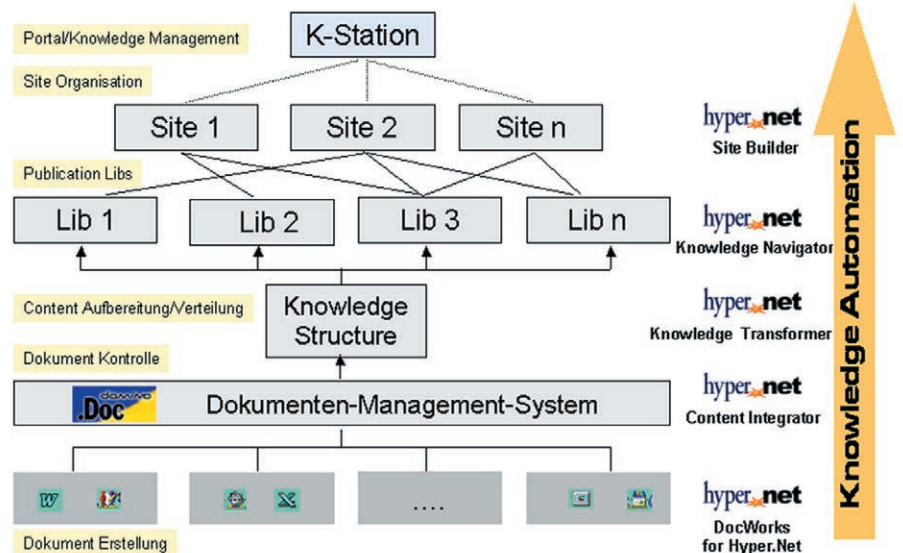 Portal/Knowledge Management
K-Station
Site Organisation
Site 1
Site 2
Site n
hyper.net
Site Builder
Publication Libs
Lib 1
Lib 2
Lib 3
Lib n
hyper.net
Knowledge Navigator
Content Aufbereitung/Verteilung
Knowledge
Structure
hyper.net
Knowledge Transformer
Dokument Kontrolle
domino
.Doc
Dokumenten-Management-System
hyper.net
Content Integrator
W
X
....
hyper.net
DocWorks
for Hyper.Net
Dokument Erstellung
Knowledge Automation